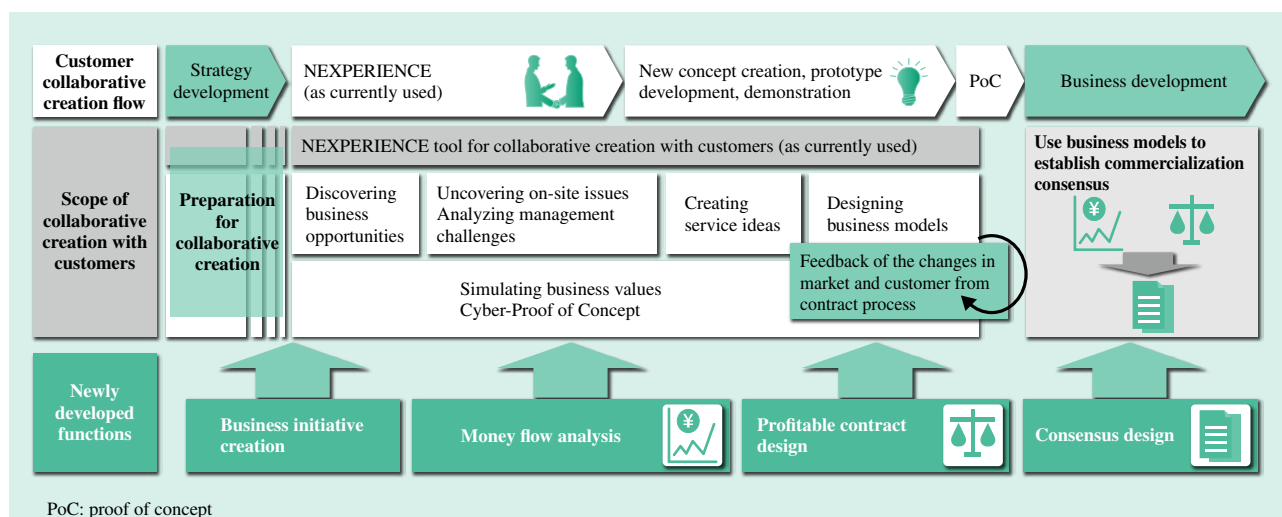 Customer
collaborative
creation flow
Strategy
development
NEXPERIENCE
(as currently used)
New concept creation, prototype
development, demonstration
PoC
Business development
Scope of
collaborative
creation with
customers
NEXPERIENCE tool for collaborative creation with customers (as currently used)
Preparation
for
collaborative
creation
Discovering
business
opportunities
Uncovering on-site issues
Analyzing management
challenges
Creating
service ideas
Designing
business models
Simulating business values
Cyber-Proof of Concept
Feedback of the changes in
market and customer from
contract process
Use business models to
establish commercialization
consensus
¥
Newly
developed
functions
Business initiative
creation
Money flow analysis
¥
Profitable contract
design
Consensus design
PoC: proof of concept